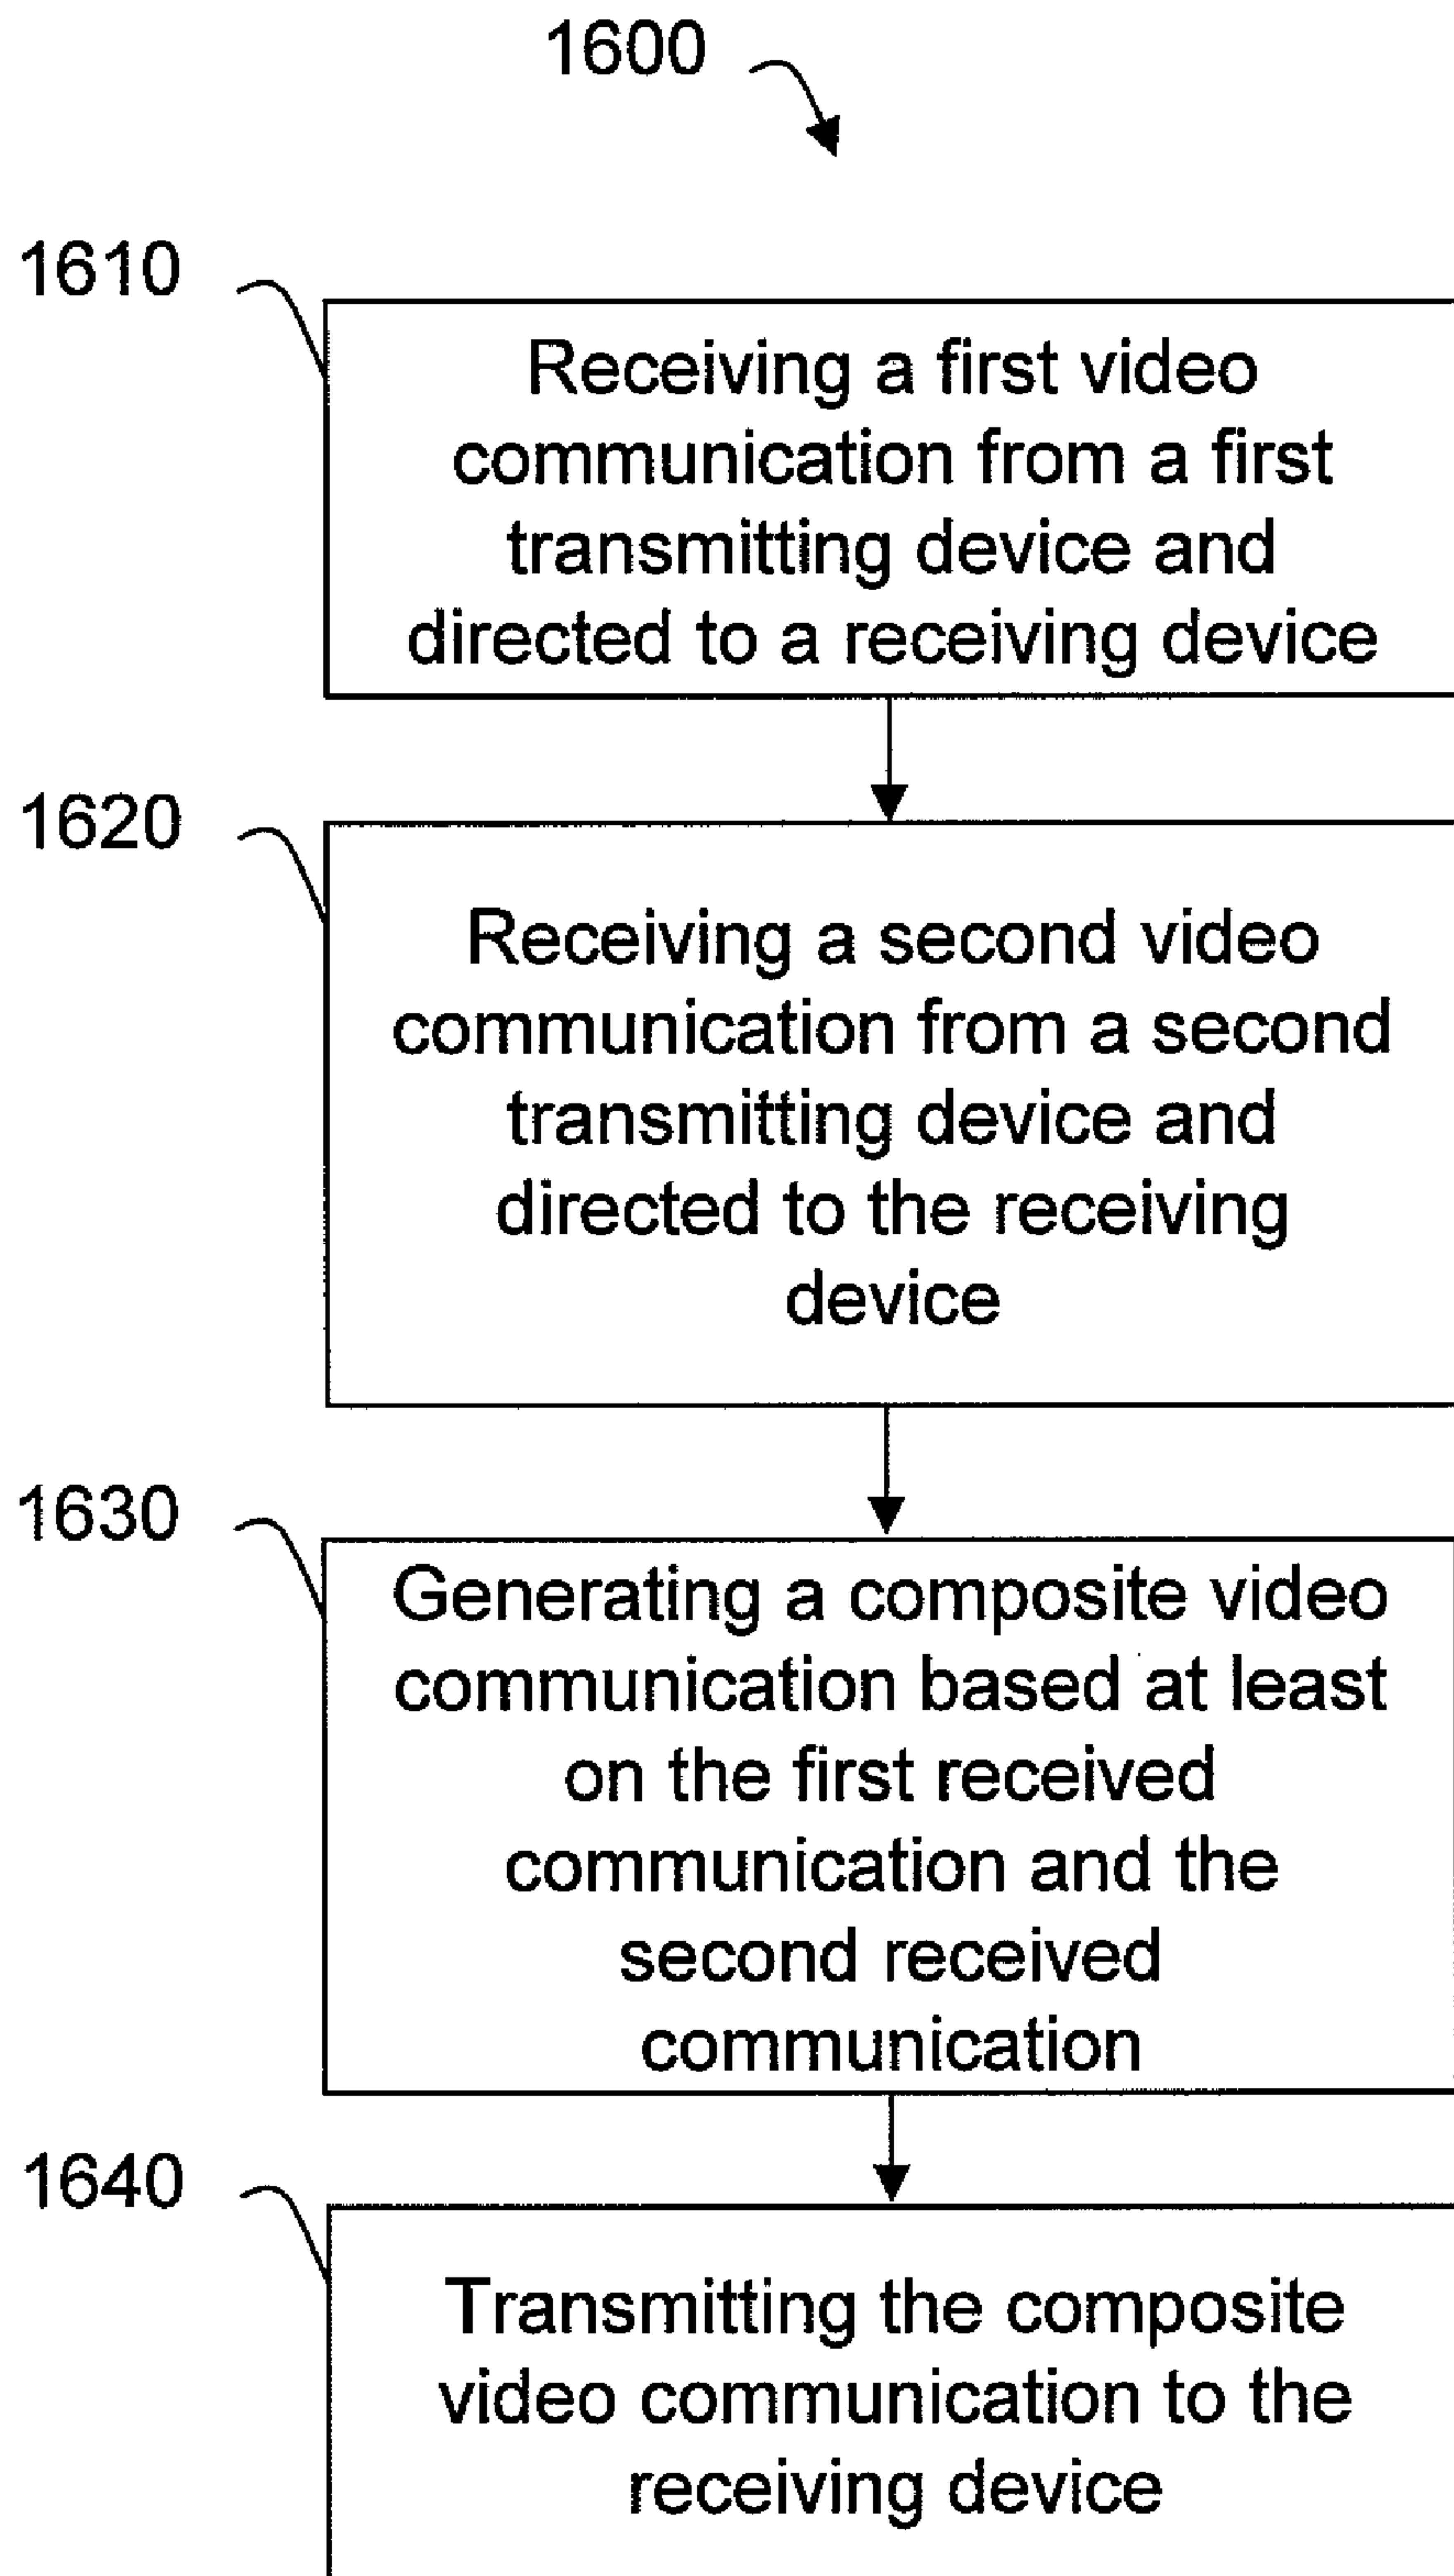 1600
1610
Receiving a first video
communication from a first
transmitting device and
directed to a receiving device
1620
Receiving a second video
communication from a second
transmitting device and
directed to the receiving
device
1630
Generating a composite video
communication based at least
on the first received
communication and the
second received
communication
1640
Transmitting the composite
video communication to the
receiving device